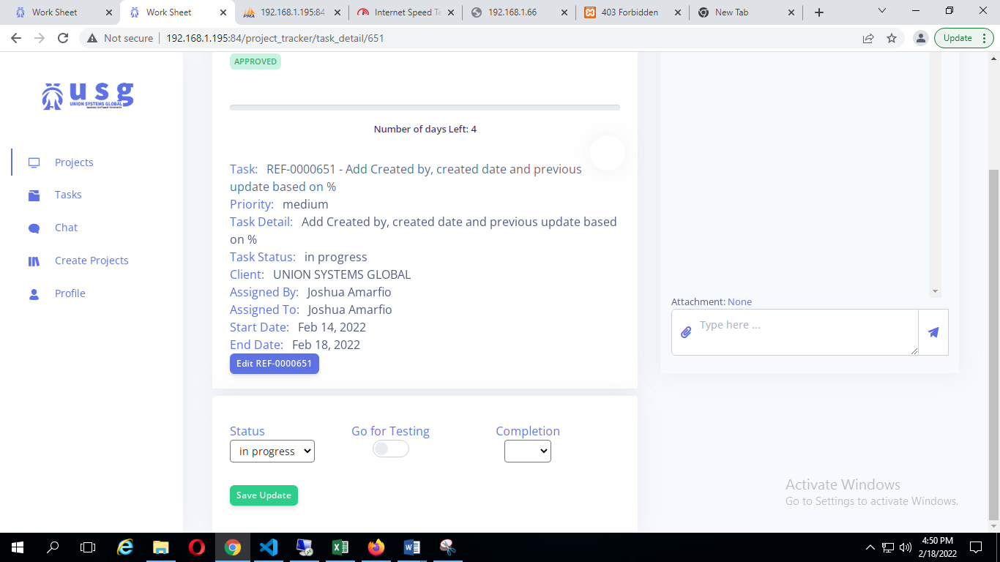 Work Sheet
Work Sheet
192.168.1.195:84
Internet Speed Te
192.168.1.66
403 Forbidden
New Tab
Not secure
192.168.1.195:84/project_tracker/task_detail/651
Update
usg
UNION SYSTEMS GLOBAL
Projects
Tasks
Chat
Create Projects
Profile
APPROVED
Number of days Left: 4
Task: REF-0000651 - Add Created by, created date and previous
update based on %
Priority: medium
Task Detail: Add Created by, created date and previous update based
on %
Task Status: in progress
Client: UNION SYSTEMS GLOBAL
Assigned By: Joshua Amarfio
Assigned To: Joshua Amarfio
Start Date: Feb 14, 2022
End Date: Feb 18, 2022
Edit REF-0000651
Status
Go for Testing
Completion
in progress
Save Update
Attachment: None
Type here ...
Activate Windows
Go to Settings to activate Windows.
4:50 PM
2/18/2022